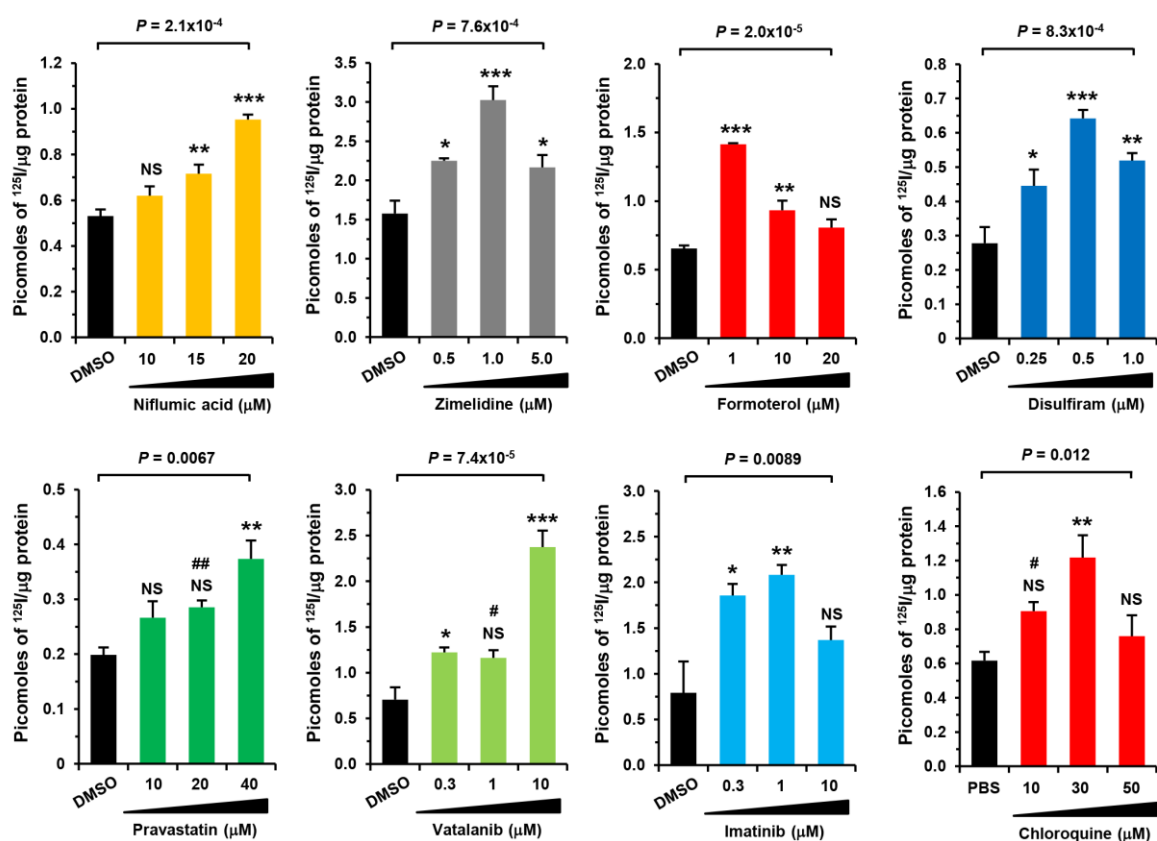 P = 2.1x10⁻⁴
Picomoles of ¹²⁵I/µg protein
1.2
1.0
0.8
0.6
0.4
0.2
0.0
NS
**
***
DMSO 10 15 20
Niflumic acid (µM)
P = 7.6x10⁻⁴
Picomoles of ¹²⁵I/µg protein
3.5
3.0
2.5
2.0
1.5
1.0
0.5
0.0
*
***
*
DMSO 0.5 1.0 5.0
Zimelidine (µM)
P = 2.0x10⁻⁵
Picomoles of ¹²⁵I/µg protein
2.0
1.5
1.0
0.5
0.0
***
**
NS
DMSO 1 10 20
Formoterol (µM)
P = 8.3x10⁻⁴
Picomoles of ¹²⁵I/µg protein
0.8
0.7
0.6
0.5
0.4
0.3
0.2
0.1
0
*
***
**
DMSO 0.25 0.5 1.0
Disulfiram (µM)
P = 0.0067
Picomoles of ¹²⁵I/µg protein
0.5
0.4
0.3
0.2
0.1
0
NS
##
NS
**
DMSO 10 20 40
Pravastatin (µM)
P = 7.4x10⁻⁵
Picomoles of ¹²⁵I/µg protein
3.0
2.5
2.0
1.5
1.0
0.5
0.0
*
#
NS
***
DMSO 0.3 1 10
Vatalanib (µM)
P = 0.0089
Picomoles of ¹²⁵I/µg protein
3.0
2.5
2.0
1.5
1.0
0.5
0.0
*
**
NS
DMSO 0.3 1 10
Imatinib (µM)
P = 0.012
Picomoles of ¹²⁵I/µg protein
1.6
1.4
1.2
1.0
0.8
0.6
0.4
0.2
0.0
#
NS
**
NS
PBS 10 30 50
Chloroquine (µM)